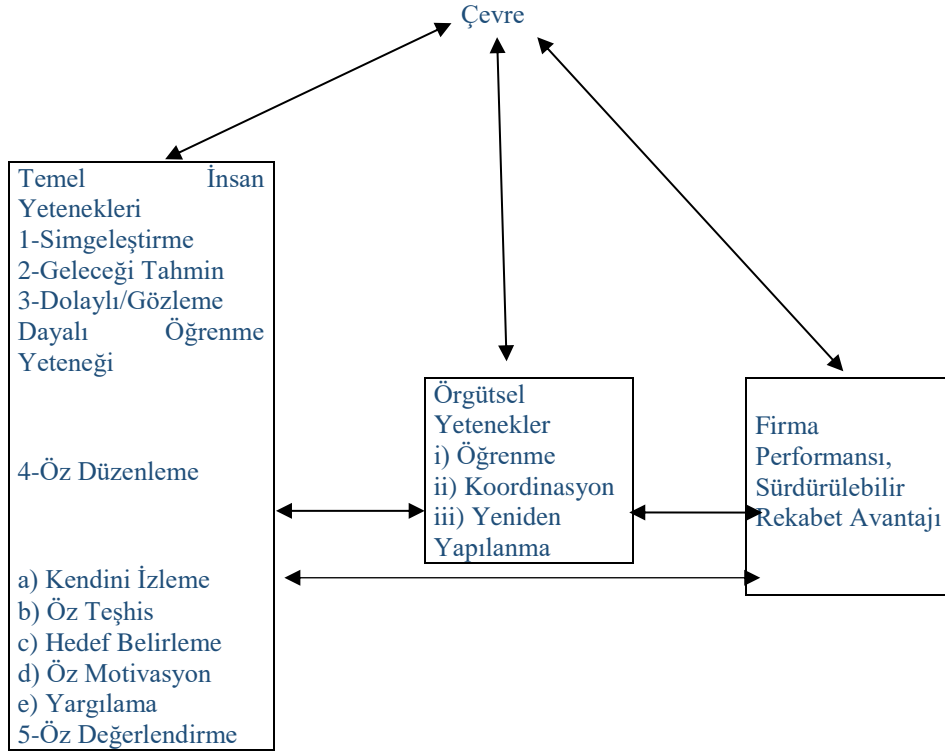 Çevre
Temel İnsan
Yetenekleri
1-Simgeleştirme
2-Geleceği Tahmin
3-Dolaylı/Gözleme
Dayalı Öğrenme
Yeteneği
4-Öz Düzenleme
a) Kendini İzleme
b) Öz Teşhis
c) Hedef Belirleme
d) Öz Motivasyon
e) Yargılama
5-Öz Değerlendirme
Örgütsel
Yetenekler
i) Öğrenme
ii) Koordinasyon
iii) Yeniden
Yapılanma
Firma
Performansı,
Sürdürülebilir
Rekabet Avantajı